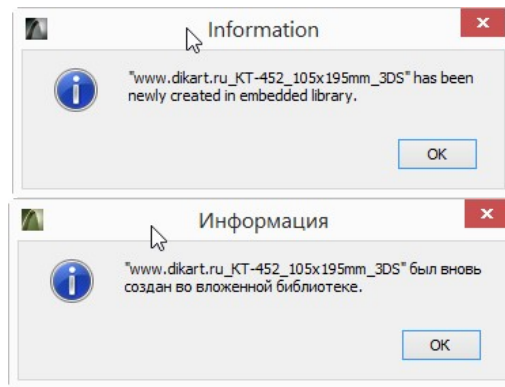 Information
"www.dikart.ru_KT-452_105x195mm_3DS" has been
newly created in embedded library.
OK
Информация
"www.dikart.ru_KT-452_105x195mm_3DS" был вновь
создан во вложенной библиотеке.
OK